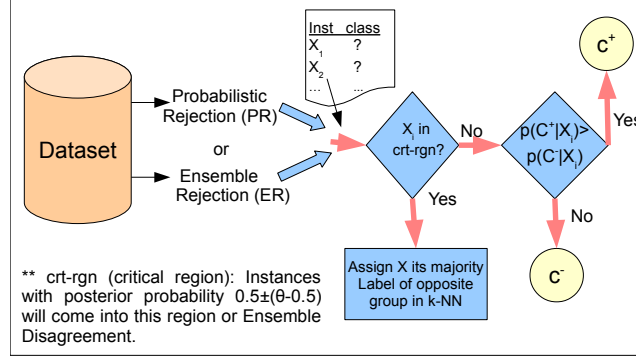 Inst class
X1 ?
X2 ?
... ...
Dataset
Probabilistic
Rejection (PR)
or
Ensemble
Rejection (ER)
Xi in
crt-rgn?
No
p(C+|Xi)>
p(C-|Xi)
Yes
C+
Yes
No
C-
Assign X its majority
Label of opposite
group in k-NN
** crt-rgn (critical region): Instances
with posterior probability 0.5±(θ-0.5)
will come into this region or Ensemble
Disagreement.